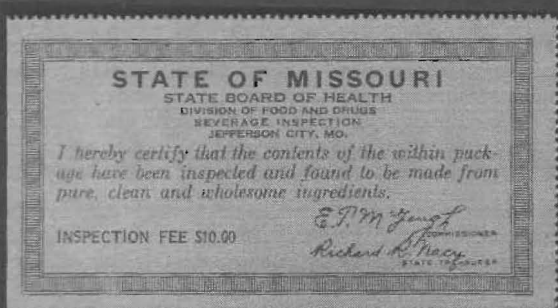 STATE OF MISSOURI
STATE BOARD OF HEALTH
DIVISION OF FOOD AND DRUGS
BEVERAGE INSPECTION
JEFFERSON CITY, MO.
I hereby certify that the contents of the within pack-
age have been inspected and found to be made from
pure, clean and wholesome ingredients.
COMMISSIONER
INSPECTION FEE $10.00
Richard R. Nacy
STATE TREASURER